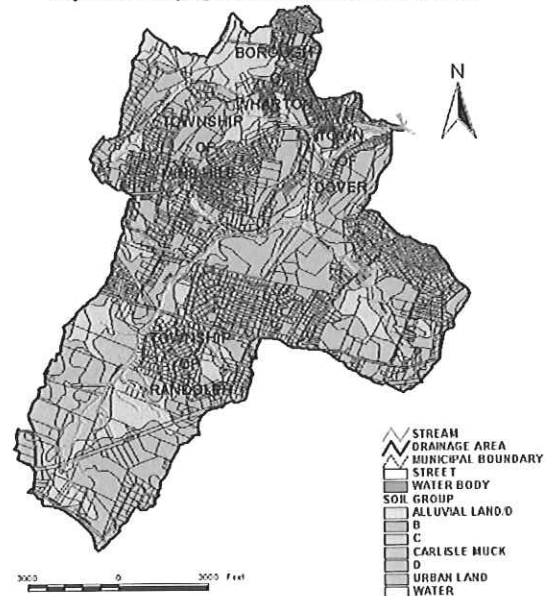 BOROUGH
OF
WHARTON
TOWNSHIP
OF
TOWN
OF
DOVER
TOWNSHIP
OF
RANDOLPH
N
STREAM
DRAINAGE AREA
MUNICIPAL BOUNDARY
STREET
WATER BODY
SOIL GROUP
ALLUVIAL LAND/D
B
C
CARLISLE MUCK
D
URBAN LAND
WATER
3000 0 3000 Feet